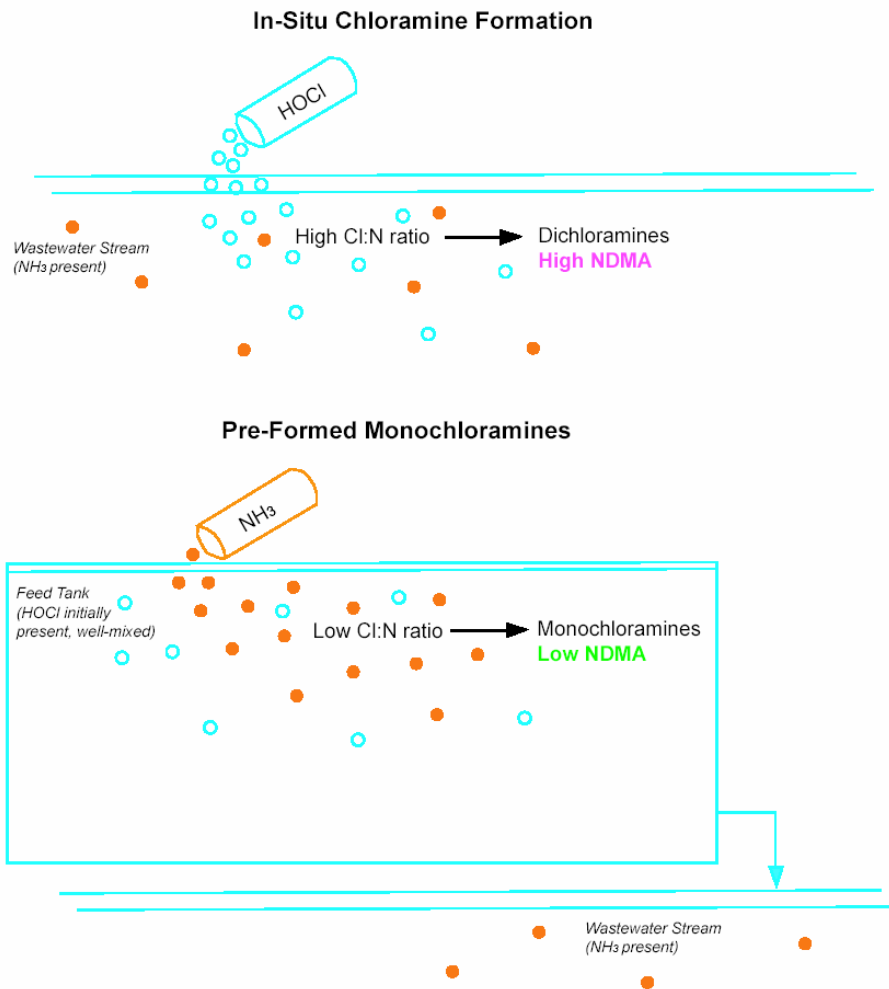 In-Situ Chloramine Formation
HOCl
Wastewater Stream
(NH₃ present)
High Cl:N ratio
Dichloramines
High NDMA
Pre-Formed Monochloramines
NH₃
Feed Tank
(HOCl initially
present, well-mixed)
Low Cl:N ratio
Monochloramines
Low NDMA
Wastewater Stream
(NH₃ present)